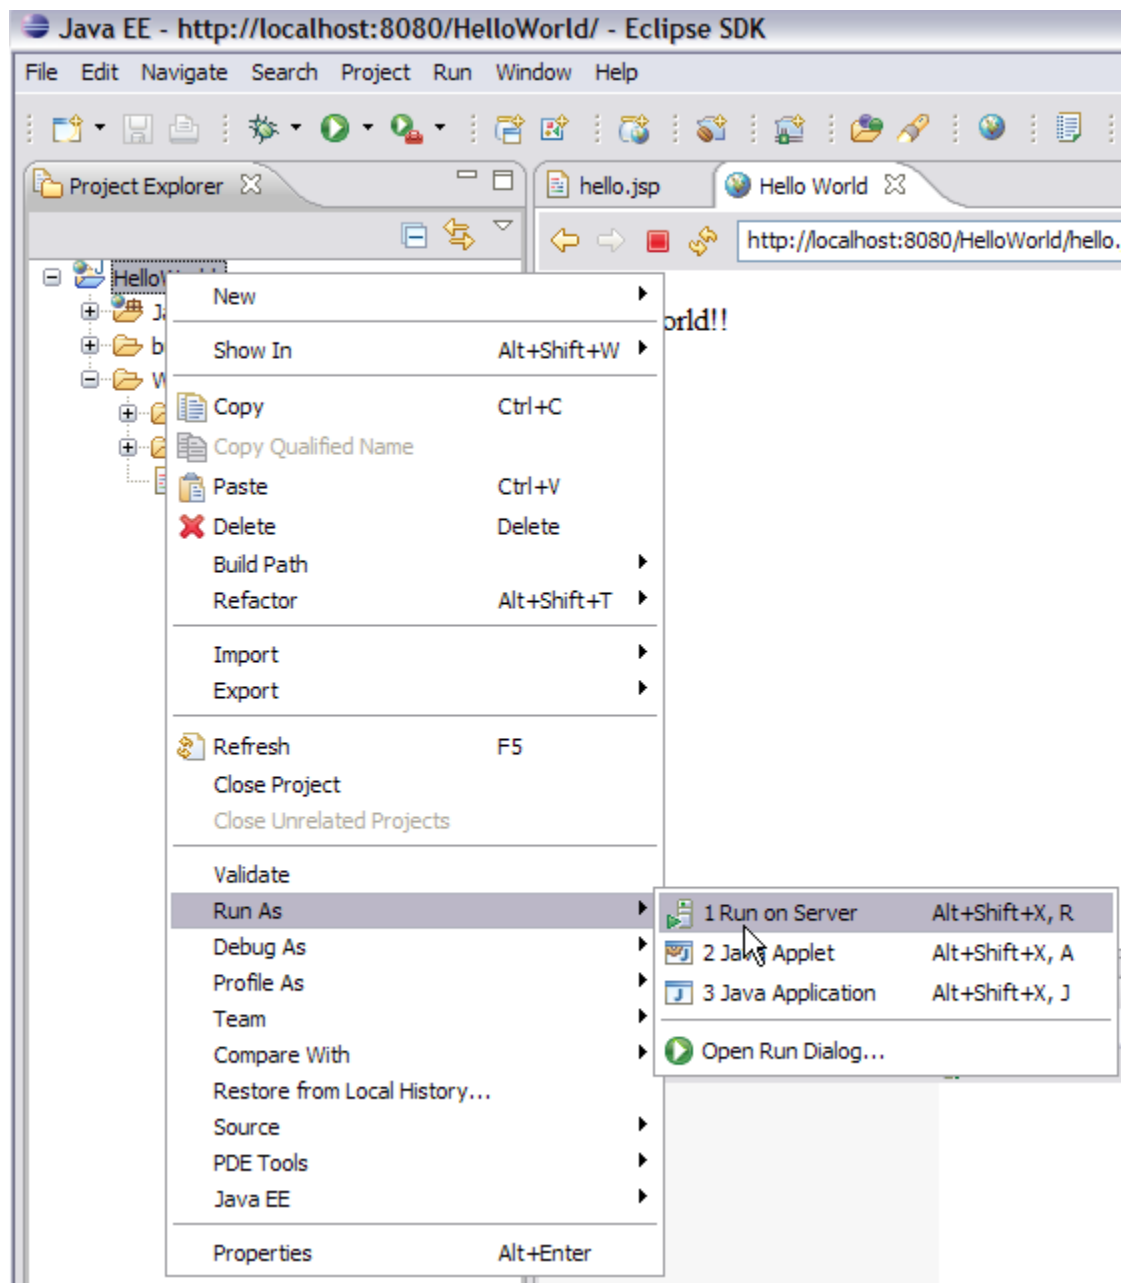 Java EE - http://localhost:8080/HelloWorld/ - Eclipse SDK
File Edit Navigate Search Project Run Window Help
Project Explorer
hello.jsp
Hello World
http://localhost:8080/HelloWorld/hello.
orld!!
New
Show In Alt+Shift+W
Copy Ctrl+C
Copy Qualified Name
Paste Ctrl+V
Delete Delete
Build Path
Refactor Alt+Shift+T
Import
Export
Refresh F5
Close Project
Close Unrelated Projects
Validate
Run As
Debug As
Profile As
Team
Compare With
Restore from Local History...
Source
PDE Tools
Java EE
Properties Alt+Enter
1 Run on Server Alt+Shift+X, R
2 Java Applet Alt+Shift+X, A
3 Java Application Alt+Shift+X, J
Open Run Dialog...